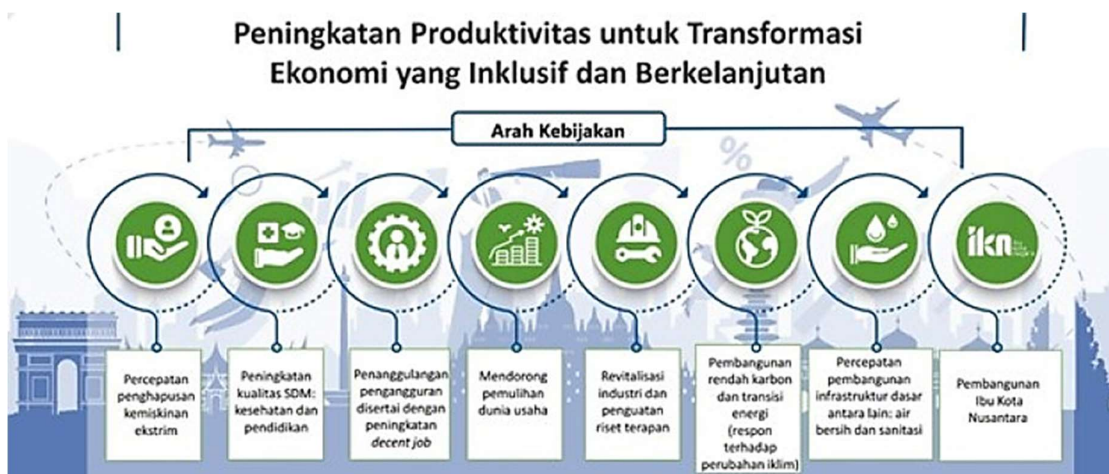 Peningkatan Produktivitas untuk Transformasi
Ekonomi yang Inklusif dan Berkelanjutan
Arah Kebijakan
%
ikn
Percepatan
penghapusan
kemiskinan
ekstrim
Peningkatan
kualitas SDM:
kesehatan dan
pendidikan
Penanggulangan
pengangguran
disertai dengan
peningkatan
decent job
Mendorong
pemulihan
dunia usaha
Revitalisasi
industri dan
penguatan
riset terapan
Pembangunan
rendah karbon
dan transisi
energi
(respon
terhadap
perubahan iklim)
Percepatan
pembangunan
infrastruktur dasar
antara lain: air
bersih dan sanitasi
Pembangunan
Ibu Kota
Nusantara